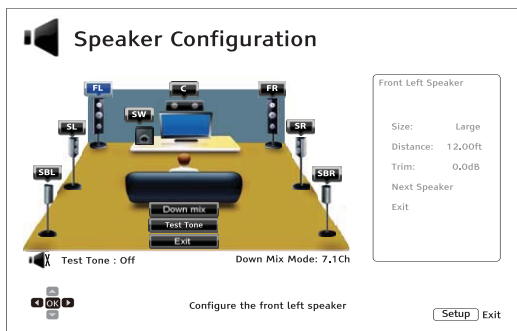 Speaker Configuration
FL
C
FR
SW
SL
SR
SBL
SBR
Down mix
Test Tone
Exit
Test Tone : Off
Down Mix Mode: 7.1Ch
Front Left Speaker
Size: Large
Distance: 12.00ft
Trim: 0.0dB
Next Speaker
Exit
OK
Configure the front left speaker
Setup Exit